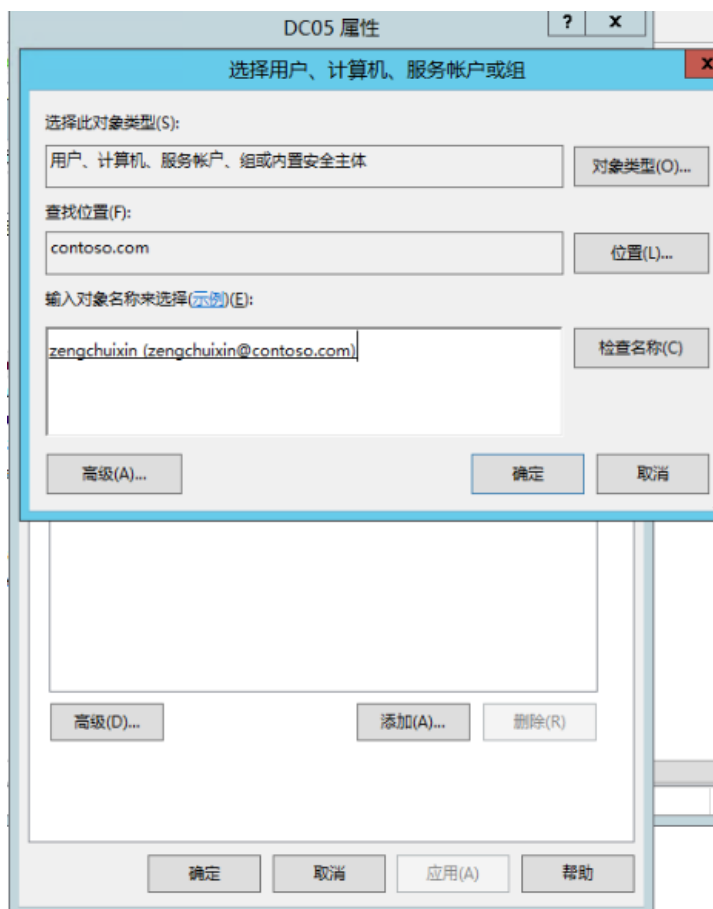 DC05 属性
? x
选择用户、计算机、服务帐户或组
x
选择此对象类型(S):
用户、计算机、服务帐户、组或内置安全主体
对象类型(O)...
查找位置(F):
contoso.com
位置(L)...
输入对象名称来选择(示例)(E):
zengchuixin (zengchuixin@contoso.com)
检查名称(C)
高级(A)...
确定
取消
高级(D)...
添加(A)...
删除(R)
确定
取消
应用(A)
帮助